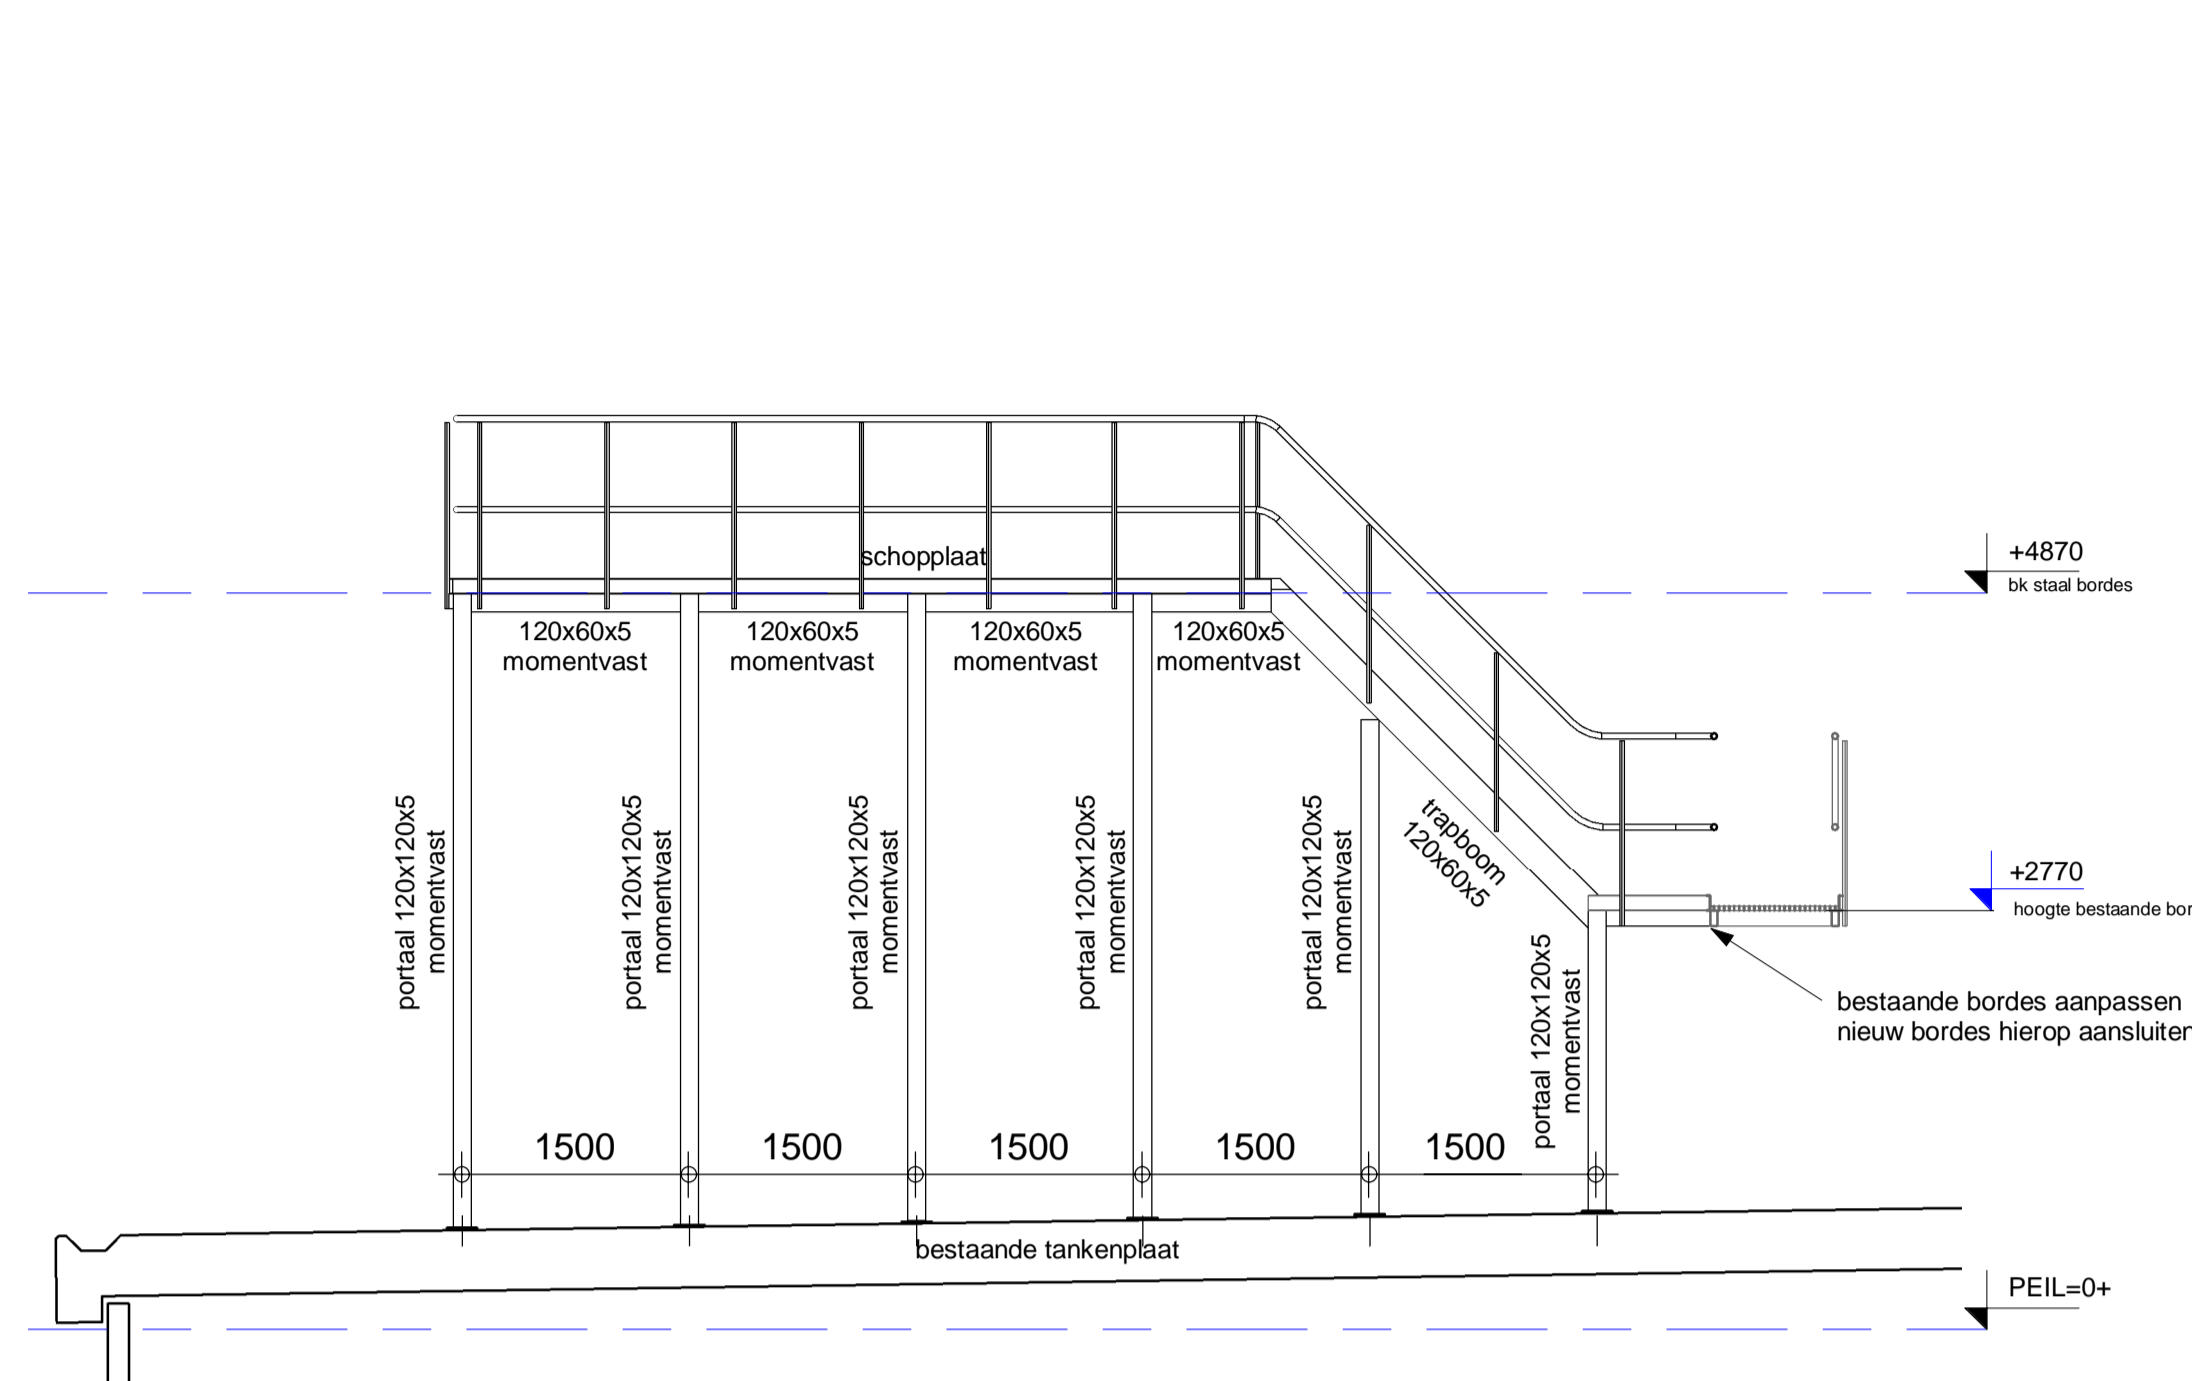 +4870
bk staal bordes
schopplaat
120x60x5
momentvast
120x60x5
momentvast
120x60x5
momentvast
120x60x5
momentvast
portaal 120x120x5
momentvast
portaal 120x120x5
momentvast
portaal 120x120x5
momentvast
portaal 120x120x5
momentvast
portaal 120x120x5
momentvast
trapboom
120x60x5
portaal 120x120x5
momentvast
+2770
hoogte bestaande bor
bestaande bordes aanpassen
nieuw bordes hierop aansluiten
1500
1500
1500
1500
1500
bestaande tankenplaat
PEIL=0+